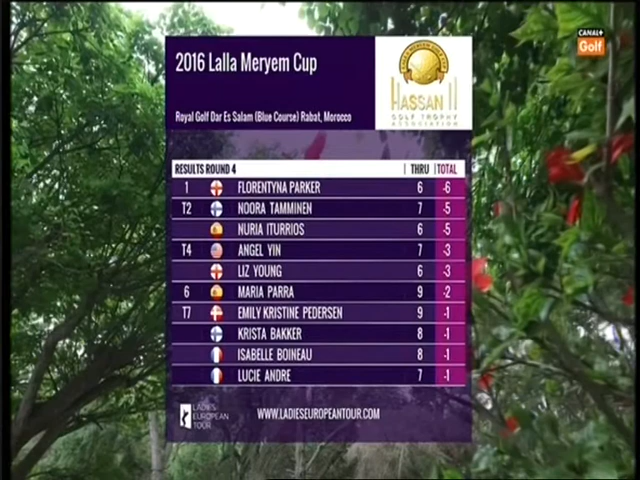 CANAL+
Golf
2016 Lalla Meryem Cup
HASSAN II
GOLF TROPHY
ASSOCIATION
Royal Golf Dar Es Salam (Blue Course) Rabat, Morocco
RESULTS ROUND 4 THRU TOTAL
1 FLORENTYNA PARKER 6 -6
T2 NOORA TAMMINEN 7 -5
NURIA ITURRIOS 6 -5
T4 ANGEL YIN 7 -3
LIZ YOUNG 6 -3
6 MARIA PARRA 9 -2
T7 EMILY KRISTINE PEDERSEN 9 -1
KRISTA BAKKER 8 -1
ISABELLE BOINEAU 8 -1
LUCIE ANDRE 7 -1
LADIES
EUROPEAN
TOUR
WWW.LADIESEUROPEANTOUR.COM